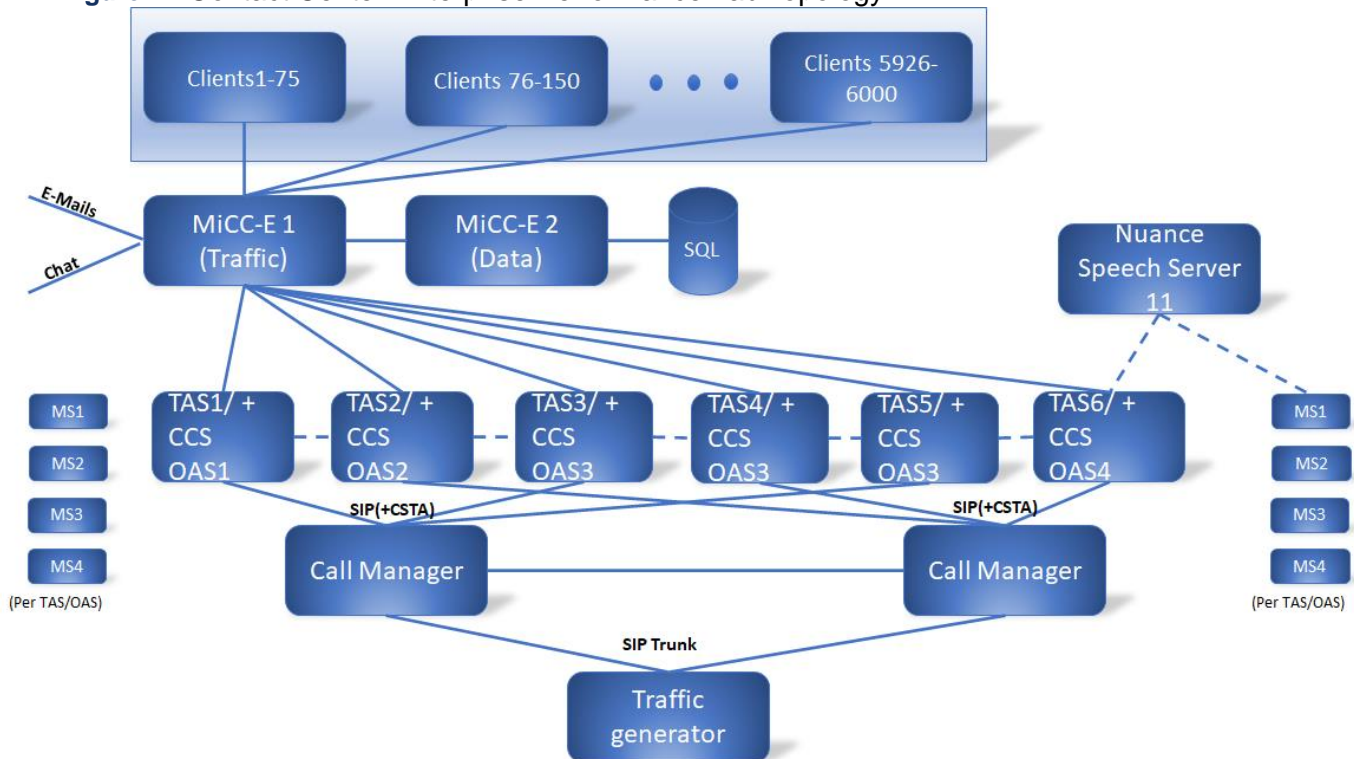 Clients1-75
Clients 76-150
Clients 5926-
6000
E-Mails
Chat
MiCC-E 1
(Traffic)
MiCC-E 2
(Data)
SQL
Nuance
Speech Server
11
MS1
MS2
MS3
MS4
(Per TAS/OAS)
TAS1/ +
CCS
OAS1
TAS2/ +
CCS
OAS2
TAS3/ +
CCS
OAS3
TAS4/ +
CCS
OAS3
TAS5/ +
CCS
OAS3
TAS6/ +
CCS
OAS4
MS1
MS2
MS3
MS4
(Per TAS/OAS)
SIP(+CSTA)
SIP(+CSTA)
Call Manager
Call Manager
SIP Trunk
Traffic
generator